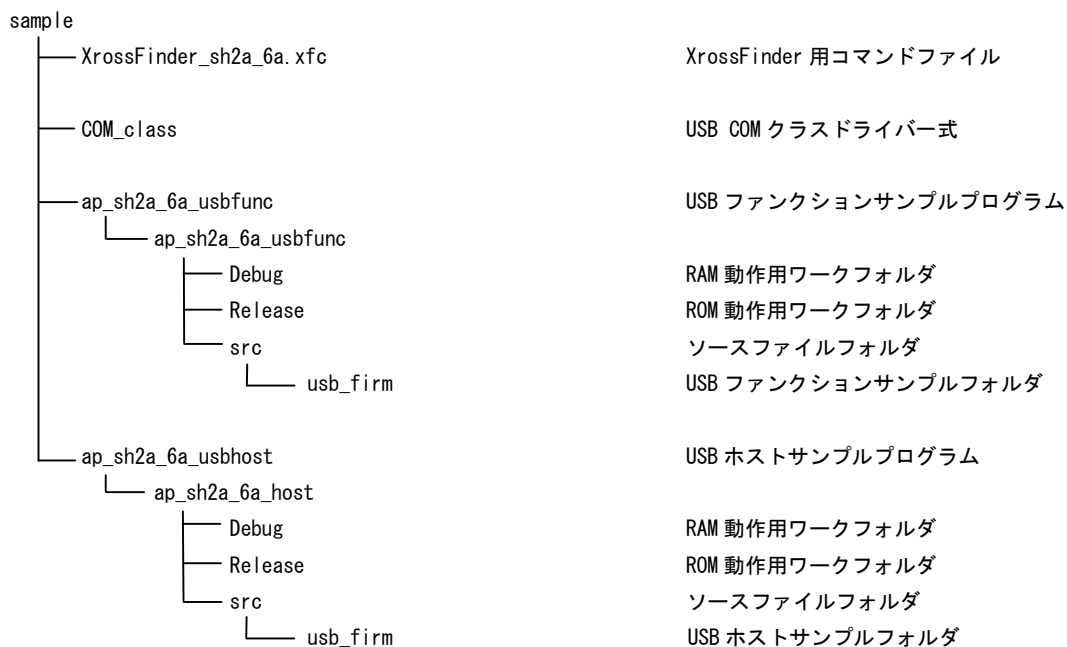 sample
XrossFinder_sh2a_6a.xfc XrossFinder 用コマンドファイル
COM_class USB COM クラスドライバー式
ap_sh2a_6a_usbfunc USB ファンクションサンプルプログラム
ap_sh2a_6a_usbfunc
Debug RAM 動作用ワークフォルダ
Release ROM 動作用ワークフォルダ
src ソースファイルフォルダ
usb_firm USB ファンクションサンプルフォルダ
ap_sh2a_6a_usbhost USB ホストサンプルプログラム
ap_sh2a_6a_host
Debug RAM 動作用ワークフォルダ
Release ROM 動作用ワークフォルダ
src ソースファイルフォルダ
usb_firm USB ホストサンプルフォルダ